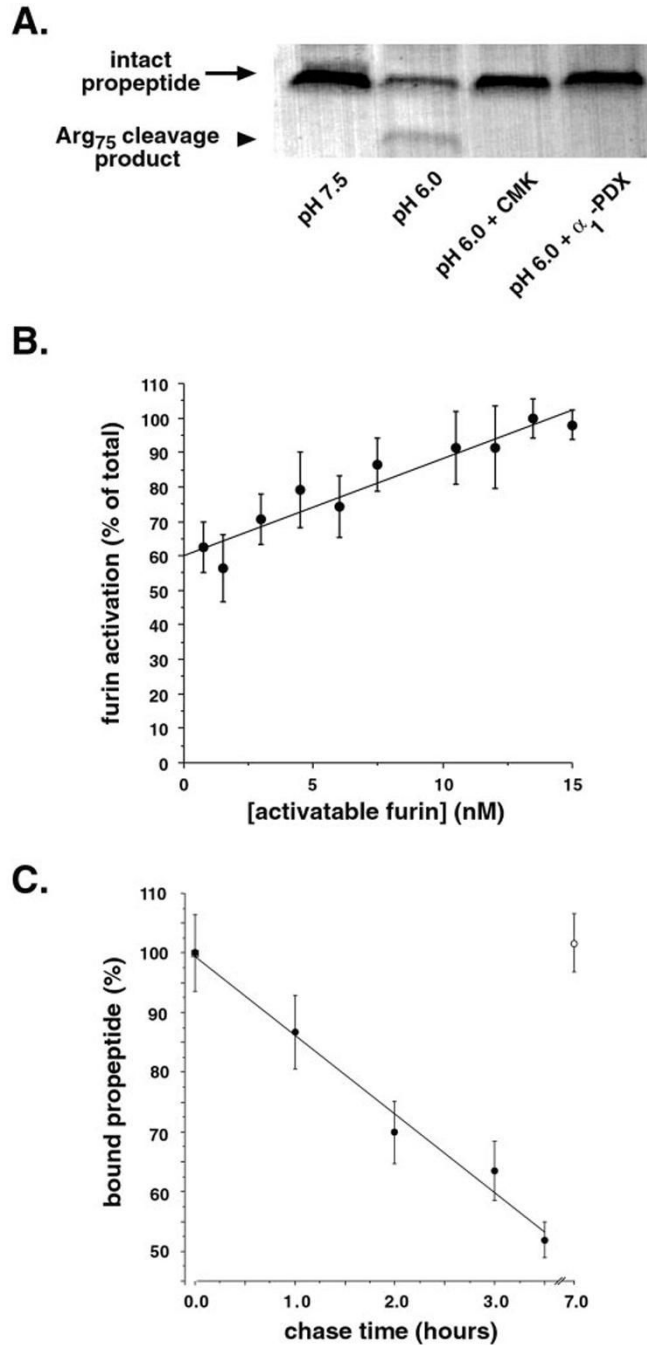 A.
intact
propeptide
Arg75 cleavage
product
pH 7.5
pH 6.0
pH 6.0 + CMK
pH 6.0 + α1-PDX
B.
furin activation (% of total)
110
100
90
80
70
60
50
40
30
20
10
0
0 5 10 15
[activatable furin] (nM)
C.
bound propeptide (%)
110
100
90
80
70
60
50
0.0 1.0 2.0 3.0 7.0
chase time (hours)